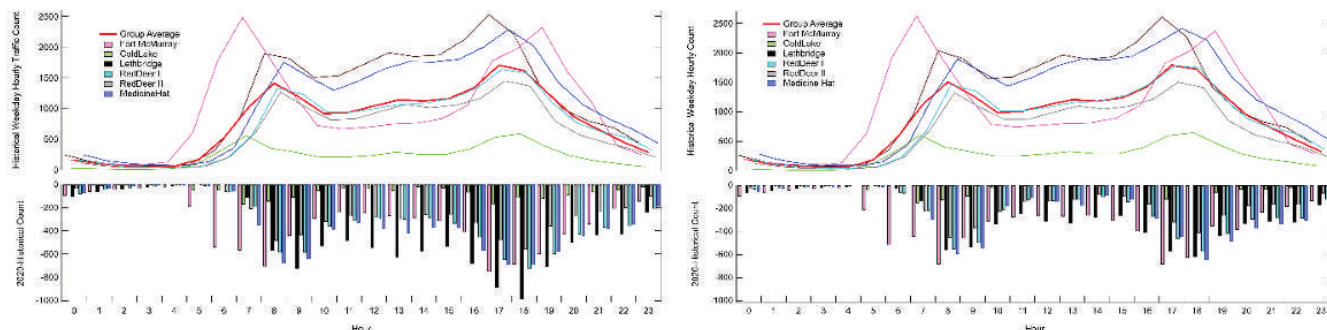 Historical Weekday Hourly Traffic Count
2500
2000
1500
1000
500
0
Group Average
Fort McMurray
ColdLake
Lethbridge
RedDeer I
RedDeer II
MedicineHat
2020-Historical Count
0
-200
-400
-600
-800
-1000
0 1 2 3 4 5 6 7 8 9 10 11 12 13 14 15 16 17 18 19 20 21 22 23
Hour
Historical Weekday Hourly Count
2500
2000
1500
1000
500
0
Group Average
Fort McMurray
ColdLake
Lethbridge
RedDeer I
RedDeer II
Medicine Hat
2020-Historical Count
0
-200
-400
-600
-800
-1000
0 1 2 3 4 5 6 7 8 9 10 11 12 13 14 15 16 17 18 19 20 21 22 23
Hour